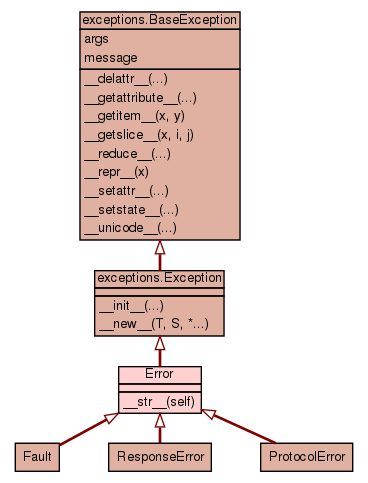 exceptions.BaseException
args
message
__delattr__(...)
__getattribute__(...)
__getitem__(x, y)
__getslice__(x, i, j)
__reduce__(...)
__repr__(x)
__setattr__(...)
__setstate__(...)
__unicode__(...)
exceptions.Exception
__init__(...)
__new__(T, S, *...)
Error
__str__(self)
Fault
ResponseError
ProtocolError